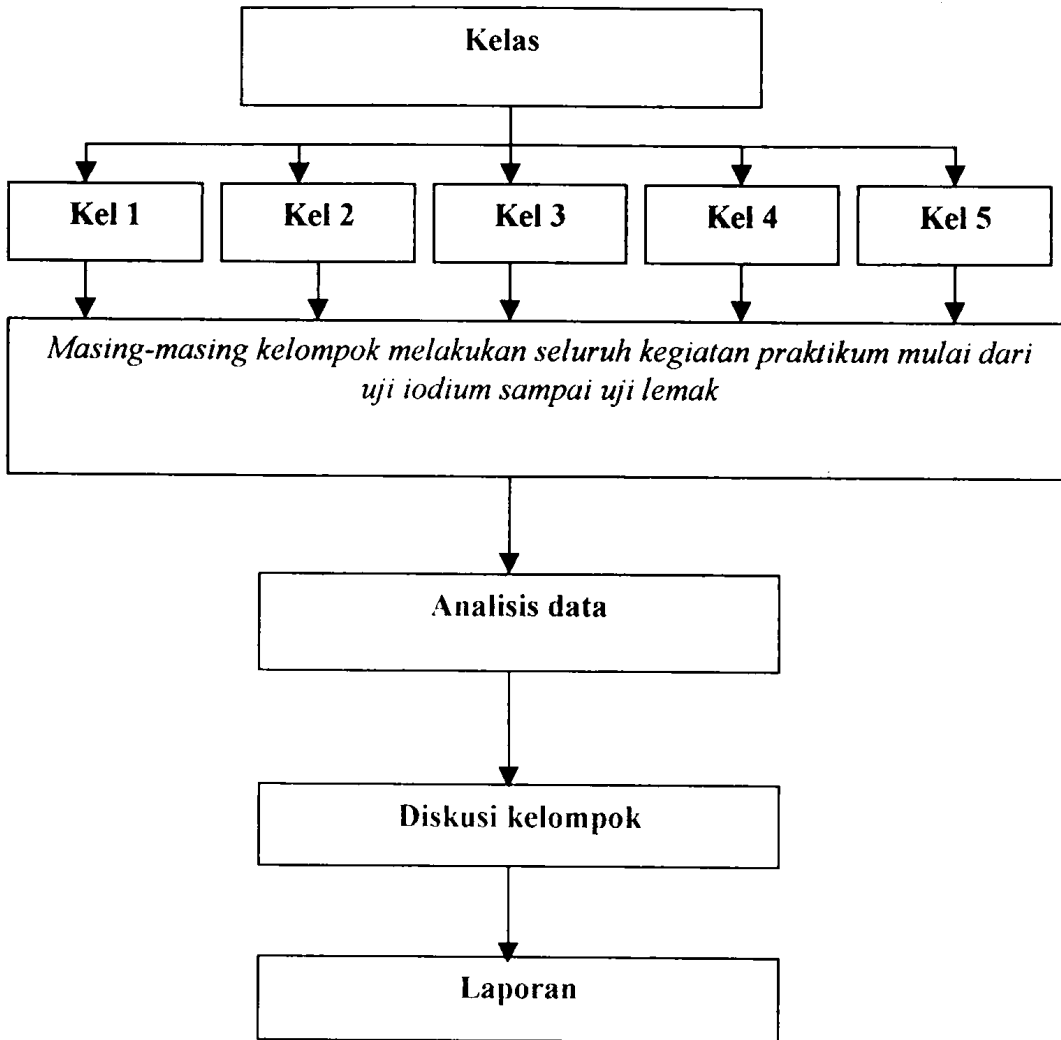 Kelas
Kel 1
Kel 2
Kel 3
Kel 4
Kel 5
Masing-masing kelompok melakukan seluruh kegiatan praktikum mulai dari
uji iodium sampai uji lemak
Analisis data
Diskusi kelompok
Laporan